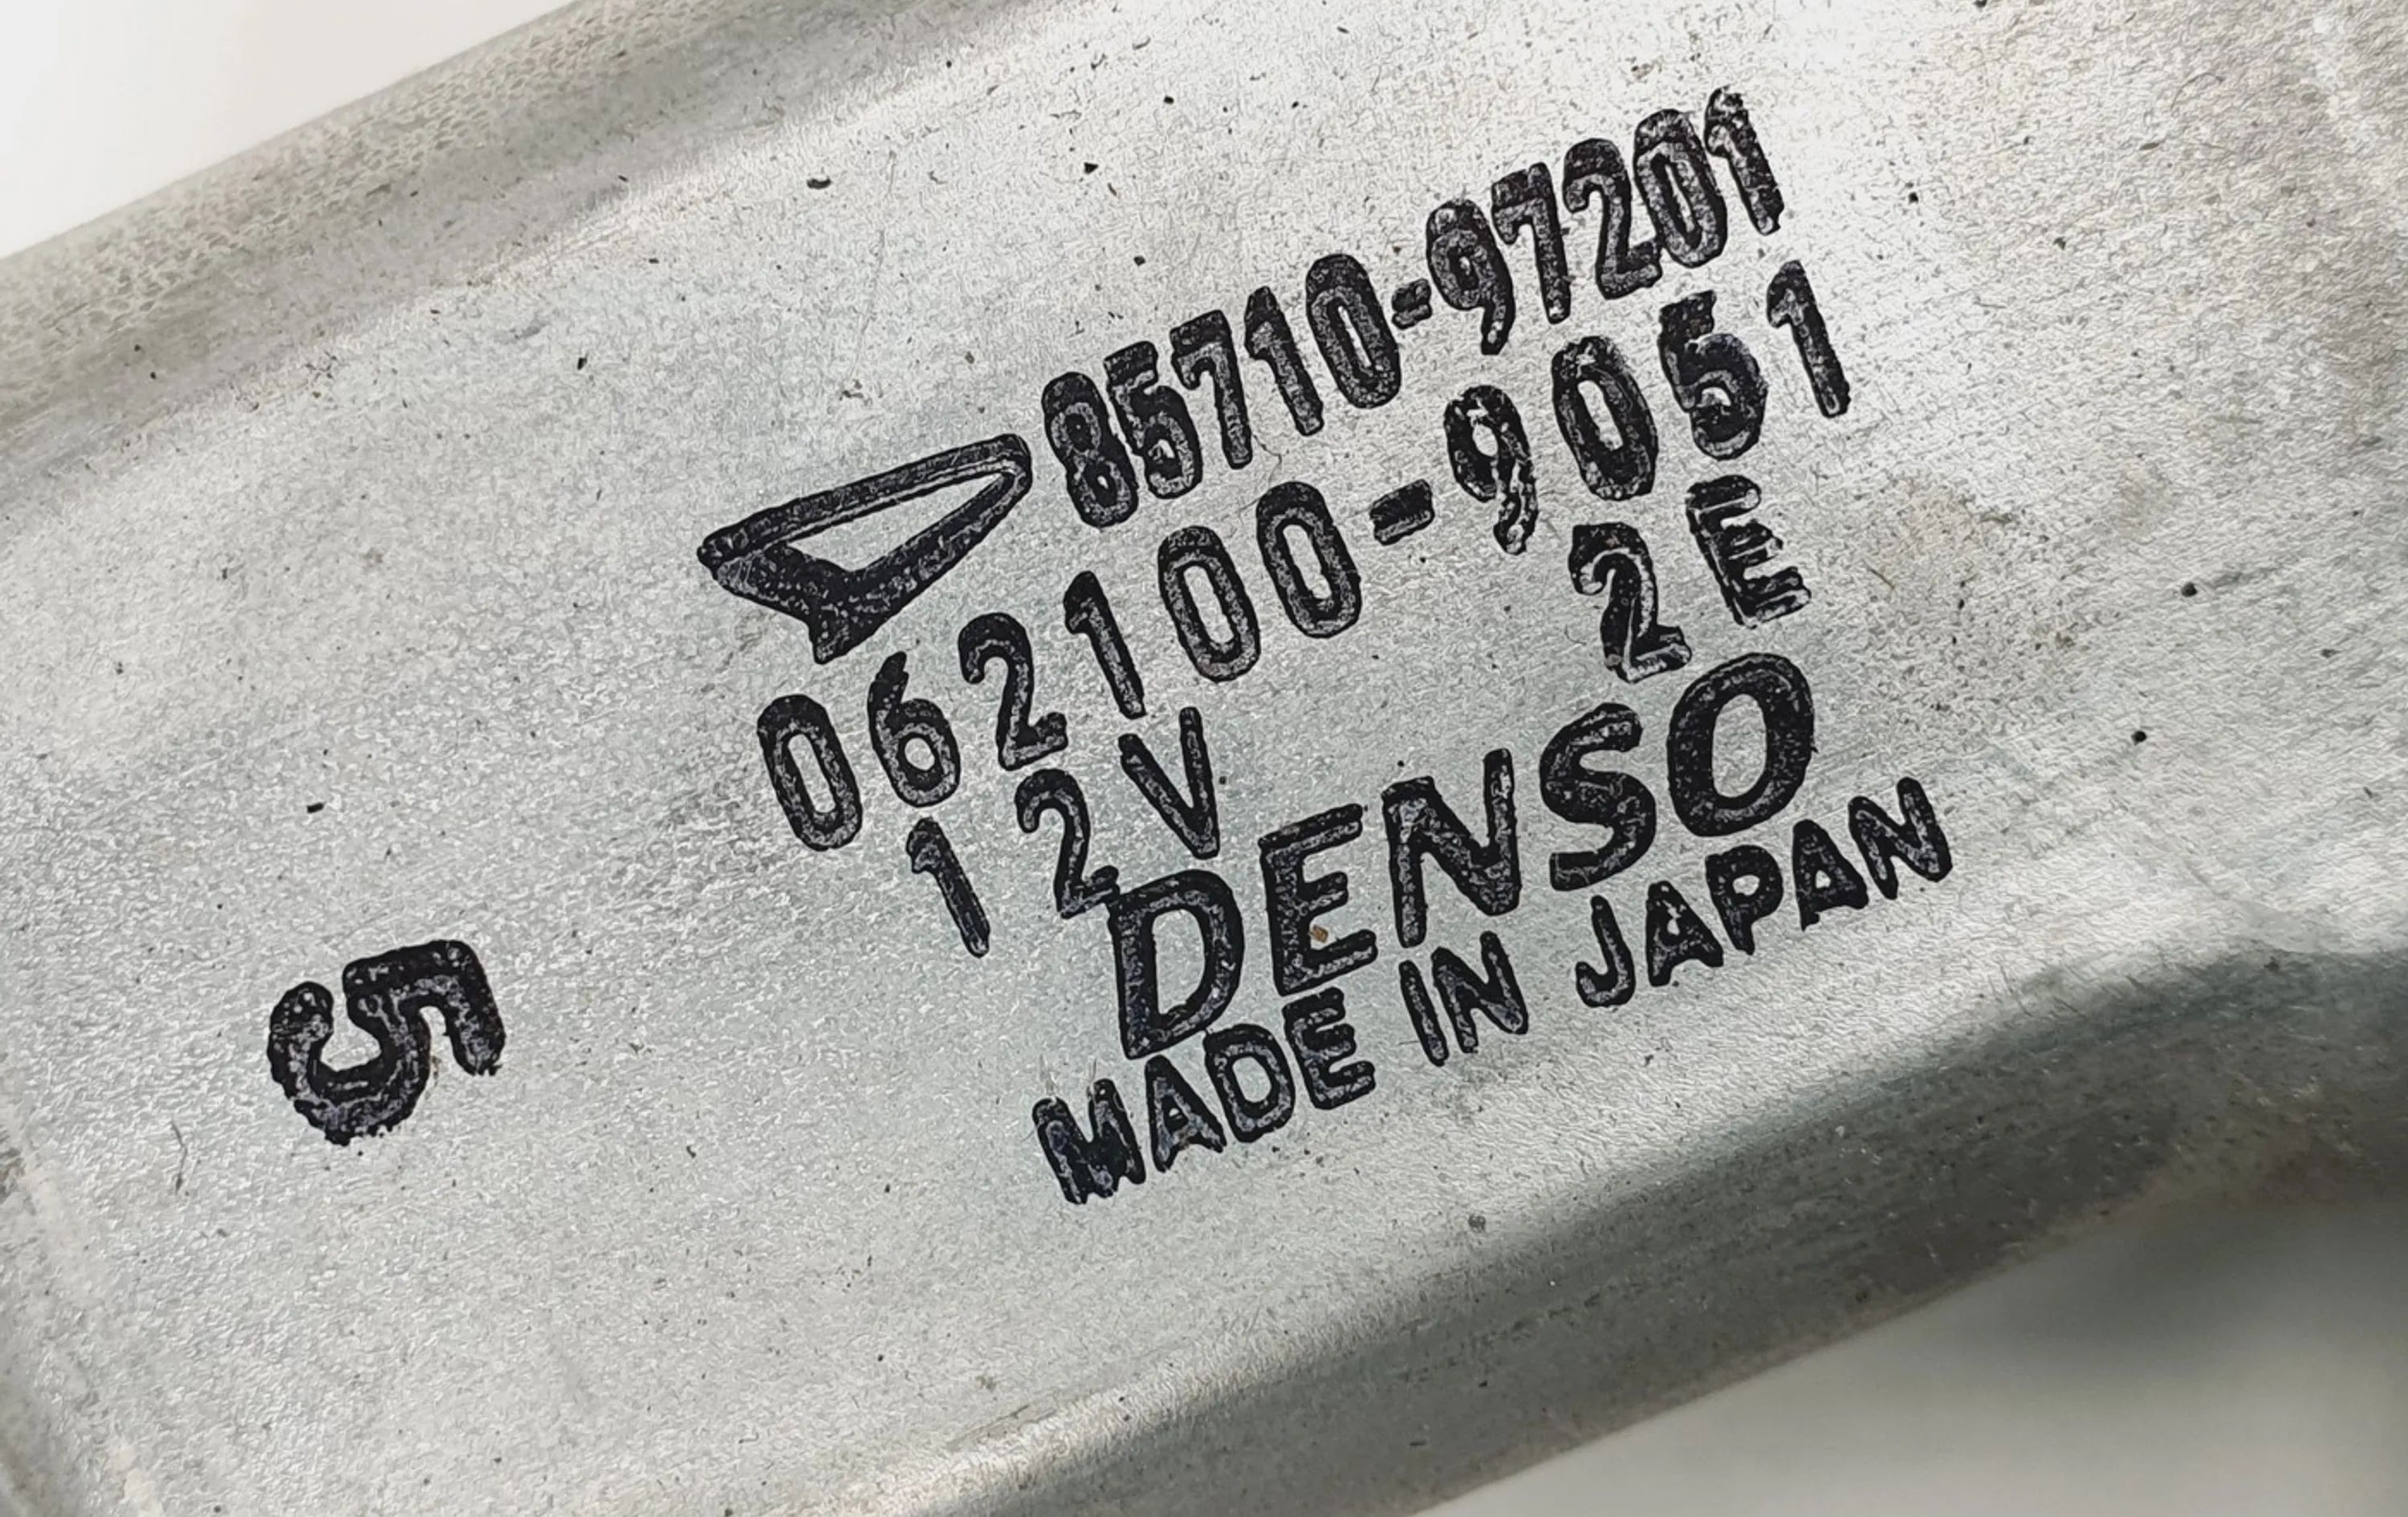 85710-97201
062100-9051
12V 2E
DENSO
MADE IN JAPAN
5